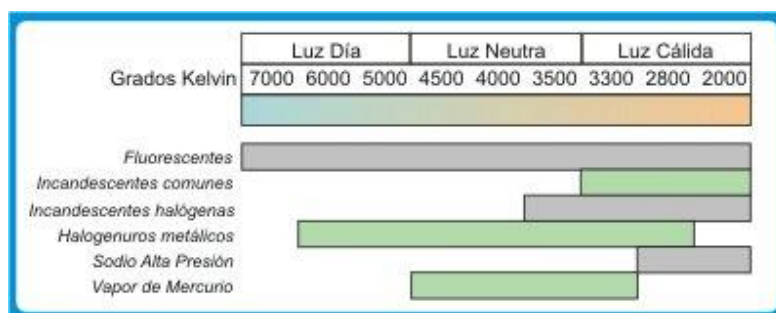 Luz Día Luz Neutra Luz Cálida
Grados Kelvin 7000 6000 5000 4500 4000 3500 3300 2800 2000
Fluorescentes
Incandescentes comunes
Incandescentes halógenas
Halogenuros metálicos
Sodio Alta Presión
Vapor de Mercurio